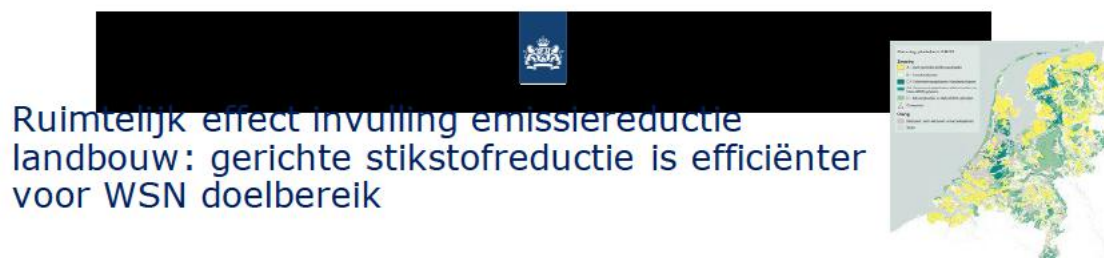 Ruimtelijk effect invulling emissiereductie
landbouw: gerichte stikstofreductie is efficiënter
voor WSN doelbereik